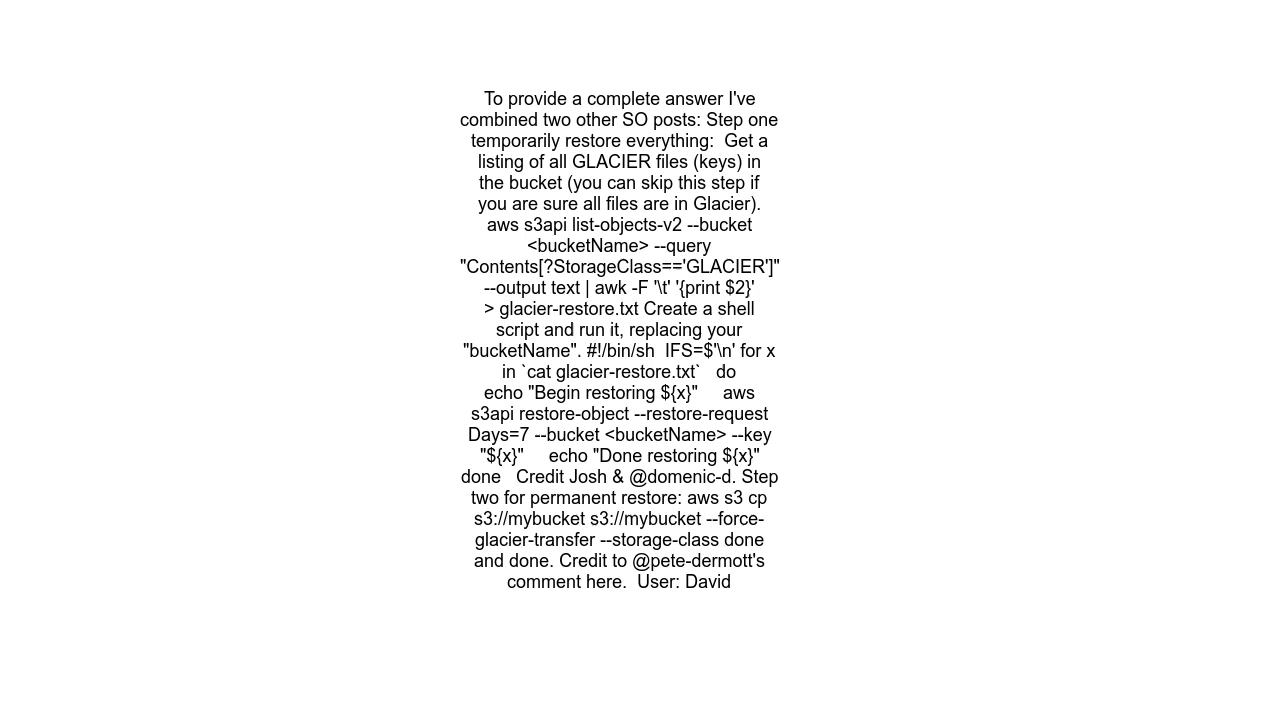 To provide a complete answer I've
combined two other SO posts: Step one
temporarily restore everything:  Get a
listing of all GLACIER files (keys) in
the bucket (you can skip this step if
you are sure all files are in Glacier).
aws s3api list-objects-v2 --bucket
<bucketName> --query
"Contents[?StorageClass=='GLACIER']"
--output text | awk -F '\t' '{print $2}'
> glacier-restore.txt Create a shell
script and run it, replacing your
"bucketName". #!/bin/sh  IFS=$'\n' for x
in `cat glacier-restore.txt`   do
echo "Begin restoring ${x}"     aws
s3api restore-object --restore-request
Days=7 --bucket <bucketName> --key
"${x}"     echo "Done restoring ${x}"
done   Credit Josh & @domenic-d. Step
two for permanent restore: aws s3 cp
s3://mybucket s3://mybucket --force-
glacier-transfer --storage-class done
and done. Credit to @pete-dermott's
comment here.  User: David